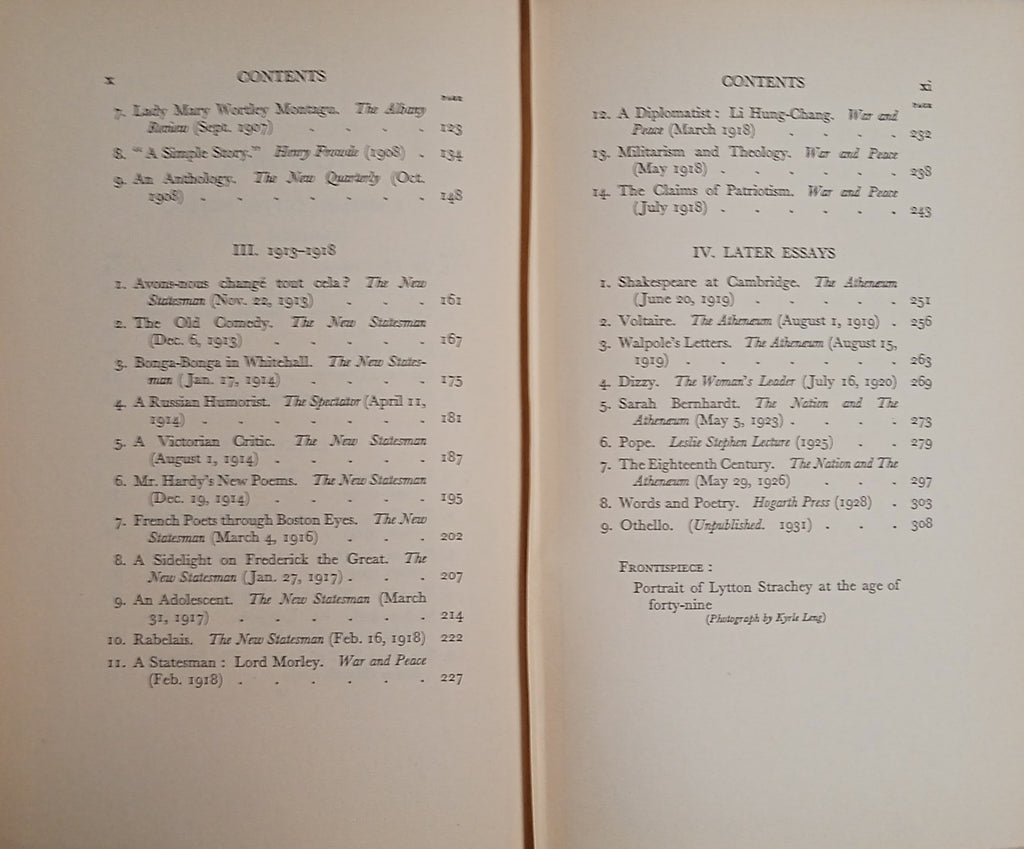 x
CONTENTS
PAGE
7. Lady Mary Wortley Montagu. The Albany
Review (Sept. 1907) . . . . 123
8. "A Simple Story." Henry Frowde (1908) . 134
9. An Anthology. The New Quarterly (Oct.
1908) . . . . . . . 148
III. 1913-1918
1. Avons-nous changé tout cela? The New
Statesman (Nov. 22, 1913) . . . 161
2. The Old Comedy. The New Statesman
(Dec. 6, 1913) . . . . . 167
3. Bonga-Bonga in Whitehall. The New States-
man (Jan. 17, 1914) . . . . 175
4. A Russian Humorist. The Spectator (April 11,
1914) . . . . . . . 181
5. A Victorian Critic. The New Statesman
(August 1, 1914) . . . . . 187
6. Mr. Hardy's New Poems. The New Statesman
(Dec. 19, 1914) . . . . . 195
7. French Poets through Boston Eyes. The New
Statesman (March 4, 1916) . . . 202
8. A Sidelight on Frederick the Great. The
New Statesman (Jan. 27, 1917) . . . 207
9. An Adolescent. The New Statesman (March
31, 1917) . . . . . . 214
10. Rabelais. The New Statesman (Feb. 16, 1918) 222
11. A Statesman: Lord Morley. War and Peace
(Feb. 1918) . . . . . . 227
CONTENTS
xi
PAGE
12. A Diplomatist: Li Hung-Chang. War and
Peace (March 1918) . . . . 232
13. Militarism and Theology. War and Peace
(May 1918) . . . . . . 238
14. The Claims of Patriotism. War and Peace
(July 1918) . . . . . . 243
IV. LATER ESSAYS
1. Shakespeare at Cambridge. The Athenæum
(June 20, 1919) . . . . . 251
2. Voltaire. The Athenæum (August 1, 1919) . 256
3. Walpole's Letters. The Athenæum (August 15,
1919) . . . . . . 263
4. Dizzy. The Woman's Leader (July 16, 1920) 269
5. Sarah Bernhardt. The Nation and The
Athenæum (May 5, 1923) . . . . 273
6. Pope. Leslie Stephen Lecture (1925) . . 279
7. The Eighteenth Century. The Nation and The
Athenæum (May 29, 1926) . . . 297
8. Words and Poetry. Hogarth Press (1928) . 303
9. Othello. (Unpublished. 1931) . . . 308
FRONTISPIECE:
Portrait of Lytton Strachey at the age of
forty-nine
(Photograph by Kyrle Leng)